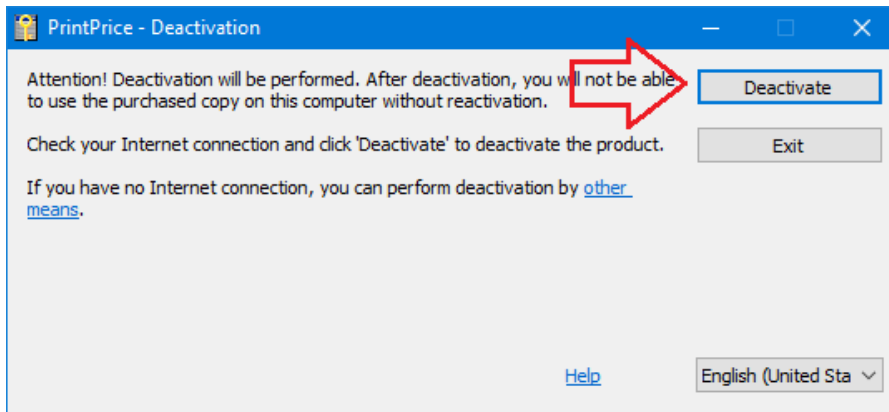 PrintPrice - Deactivation
Attention! Deactivation will be performed. After deactivation, you will not be able
to use the purchased copy on this computer without reactivation.
Deactivate
Check your Internet connection and click 'Deactivate' to deactivate the product.
Exit
If you have no Internet connection, you can perform deactivation by other
means.
Help
English (United Sta